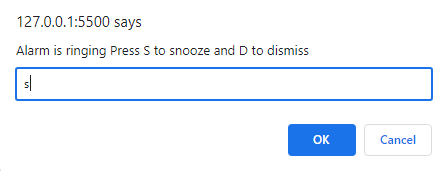 127.0.0.1:5500 says
Alarm is ringing Press S to snooze and D to dismiss
s
OK Cancel